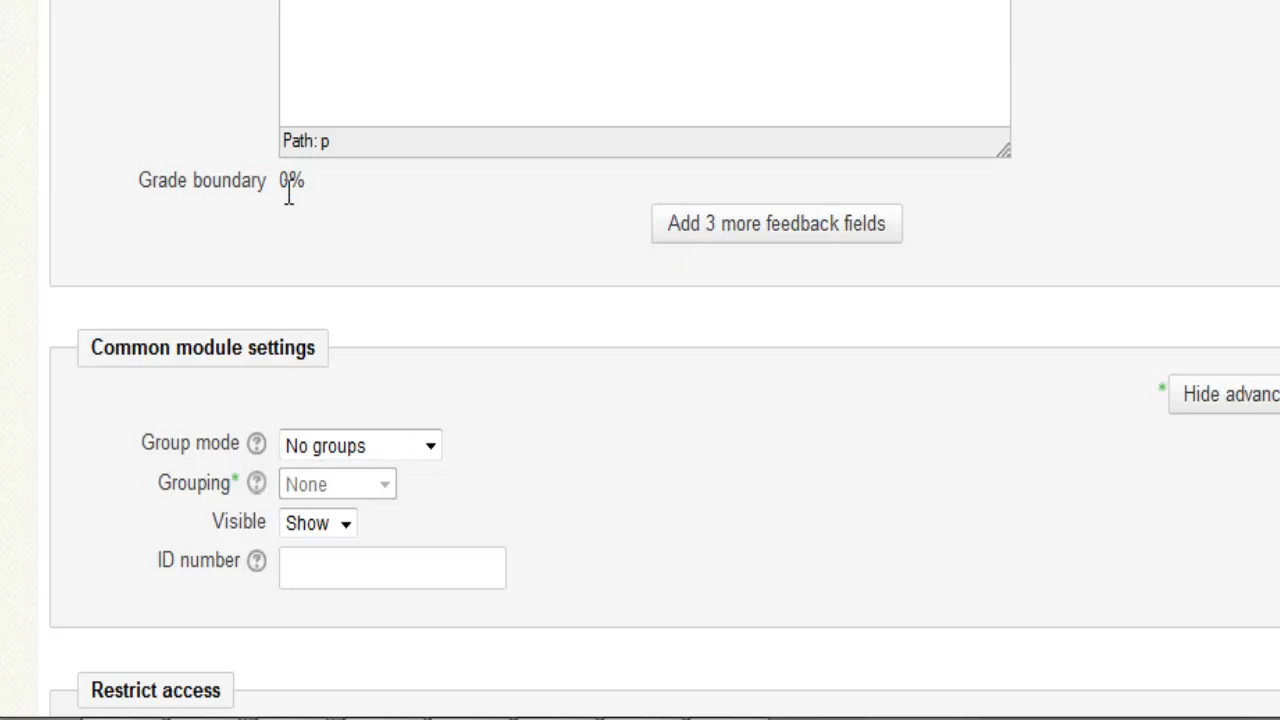 Path: p
Grade boundary 0%
Add 3 more feedback fields
Common module settings
* Hide advanc
Group mode ? No groups
Grouping* ? None
Visible Show
ID number ?
Restrict access